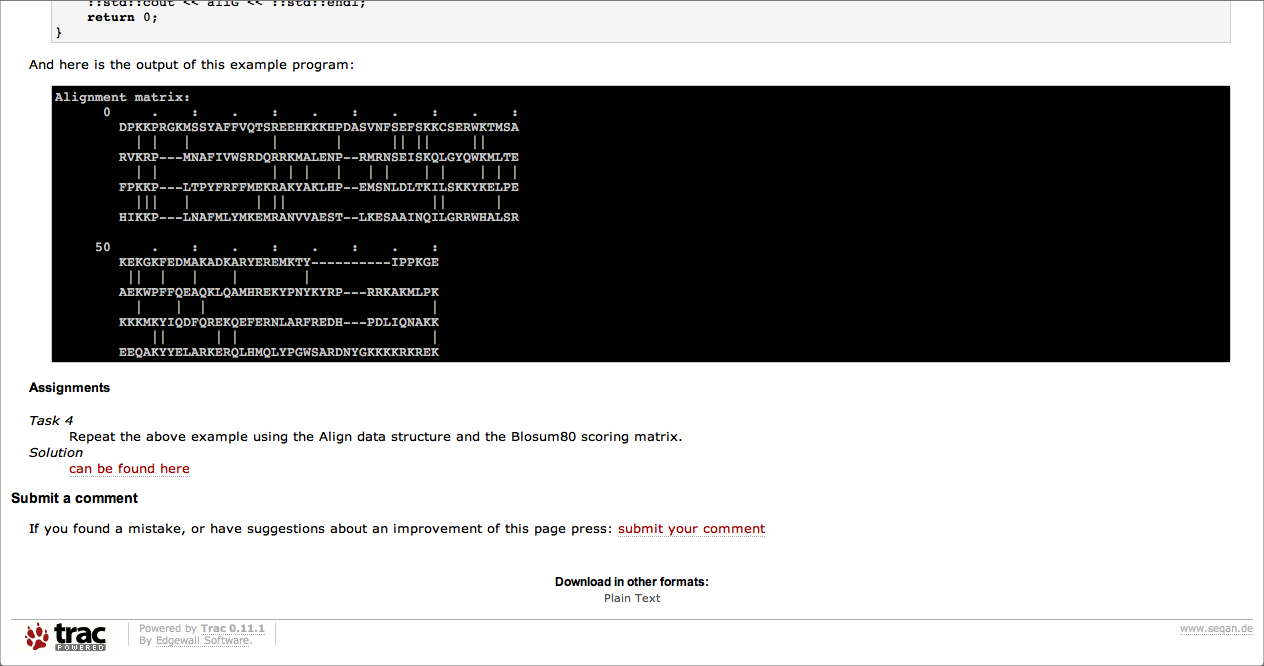 ::std::cout << aliG << ::std::endl;
return 0;
}
And here is the output of this example program:
Alignment matrix:
      0     .    :    .    :    .    :    .    :    .    :
        DPKKPRGKMSSYAFFVQTSREEHKKKHPDASVNFSEFSKKCSERWKTMSA
          | |   |          |       |      || ||     ||
        RVKRP---MNAFIVWSRDQRRKMALENP--RMRNSEISKQLGYQWKMLTE
          | |              | | |   |   | |    | |    | | |
        FPKKP---LTPYFRFFMEKRAKYAKLHP--EMSNLDLTKILSKKYKELPE
          |||   |        | ||                  ||      |
        HIKKP---LNAFMLYMKEMRANVVAEST--LKESAAINQILGRRWHALSR
     50     .    :    .    :    .    :    .    :
        KEKGKFEDMAKADKARYEREMKTY----------IPPKGE
         ||  |   |    |        |
        AEKWPFFQEAQKLQAMHREKYPNYKYRP---RRKAKMLPK
          |    |  |                            |
        KKKMKYIQDFQREKQEFERNLARFREDH---PDLIQNAKK
            ||      | |                        |
        EEQAKYYELARKERQLHMQLYPGWSARDNYGKKKKRKREK
Assignments
Task 4
Repeat the above example using the Align data structure and the Blosum80 scoring matrix.
Solution
can be found here
Submit a comment
If you found a mistake, or have suggestions about an improvement of this page press: submit your comment
Download in other formats:
Plain Text
trac POWERED
Powered by Trac 0.11.1
By Edgewall Software.
www.seqan.de